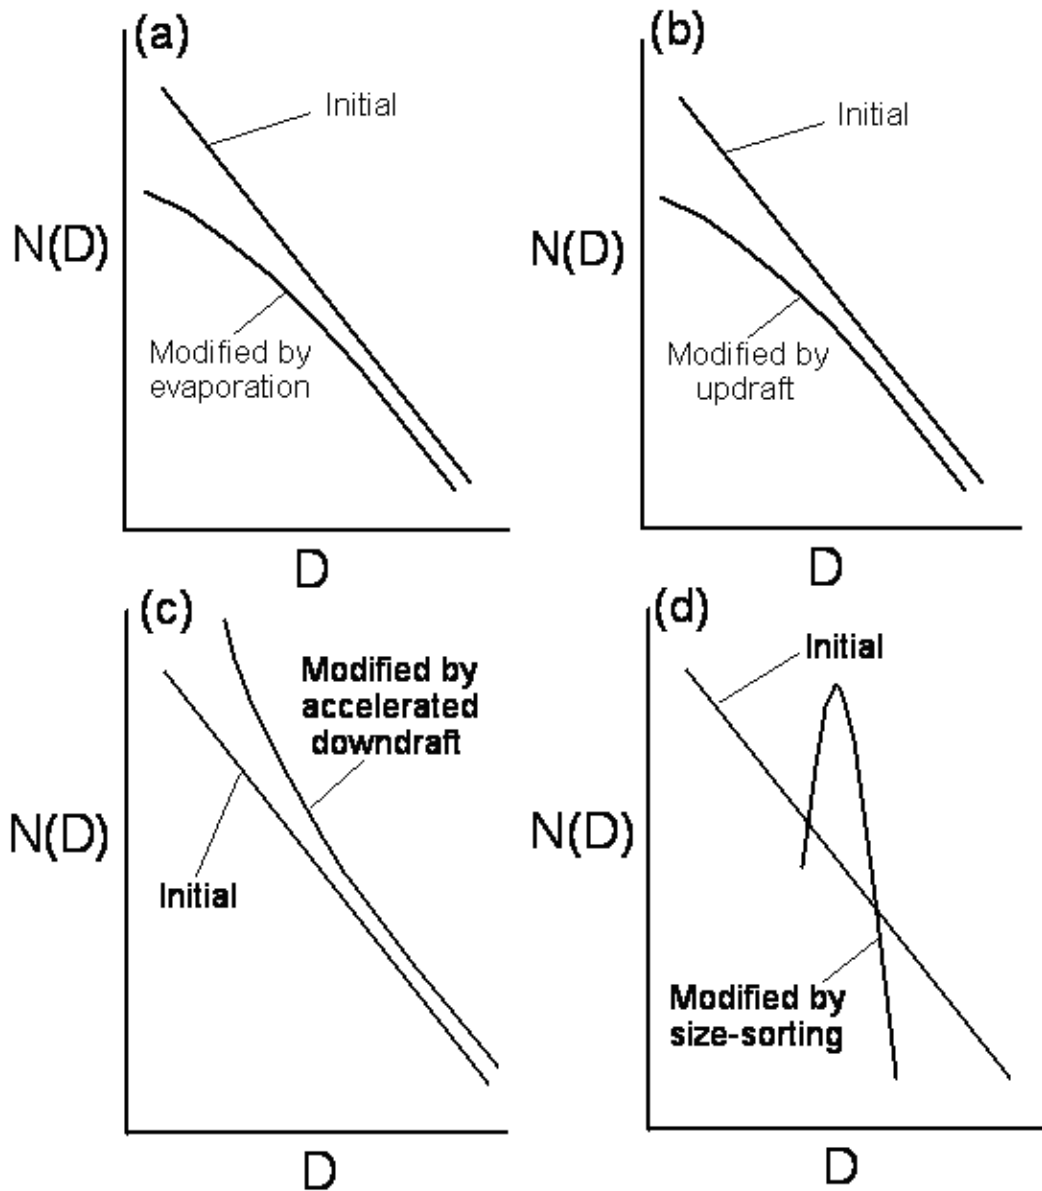 (a)
Initial
N(D)
Modified by
evaporation
D
(b)
Initial
N(D)
Modified by
updraft
D
(c)
Modified by
accelerated
downdraft
N(D)
Initial
D
(d)
Initial
N(D)
Modified by
size-sorting
D